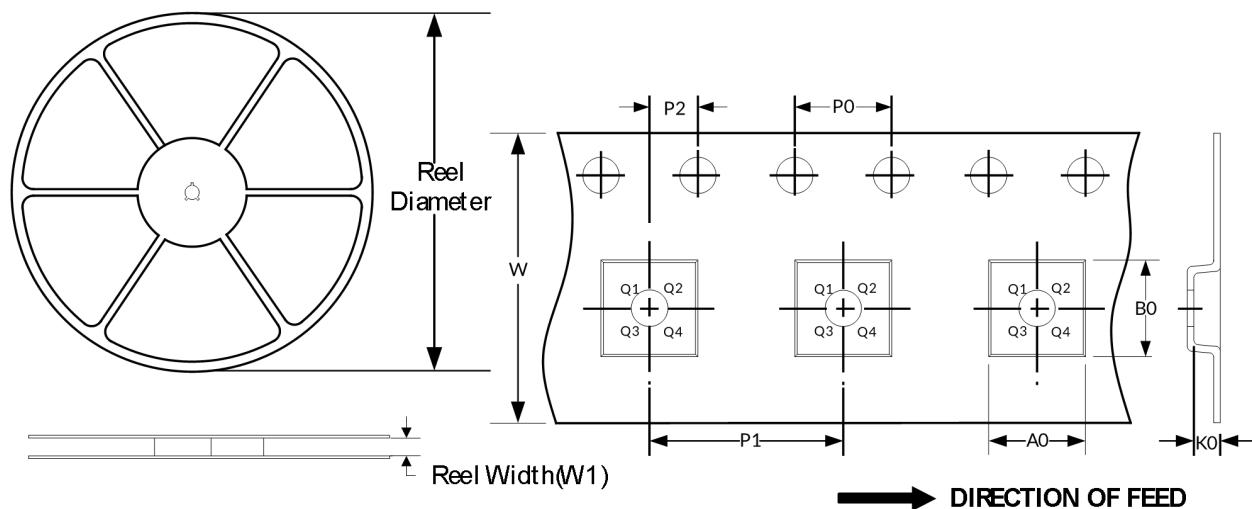 P2
P0
Reel
Diameter
W
Q1 Q2
Q3 Q4
Q1 Q2
Q3 Q4
Q1 Q2
Q3 Q4
B0
P1
A0
K0
Reel Width(W1)
DIRECTION OF FEED